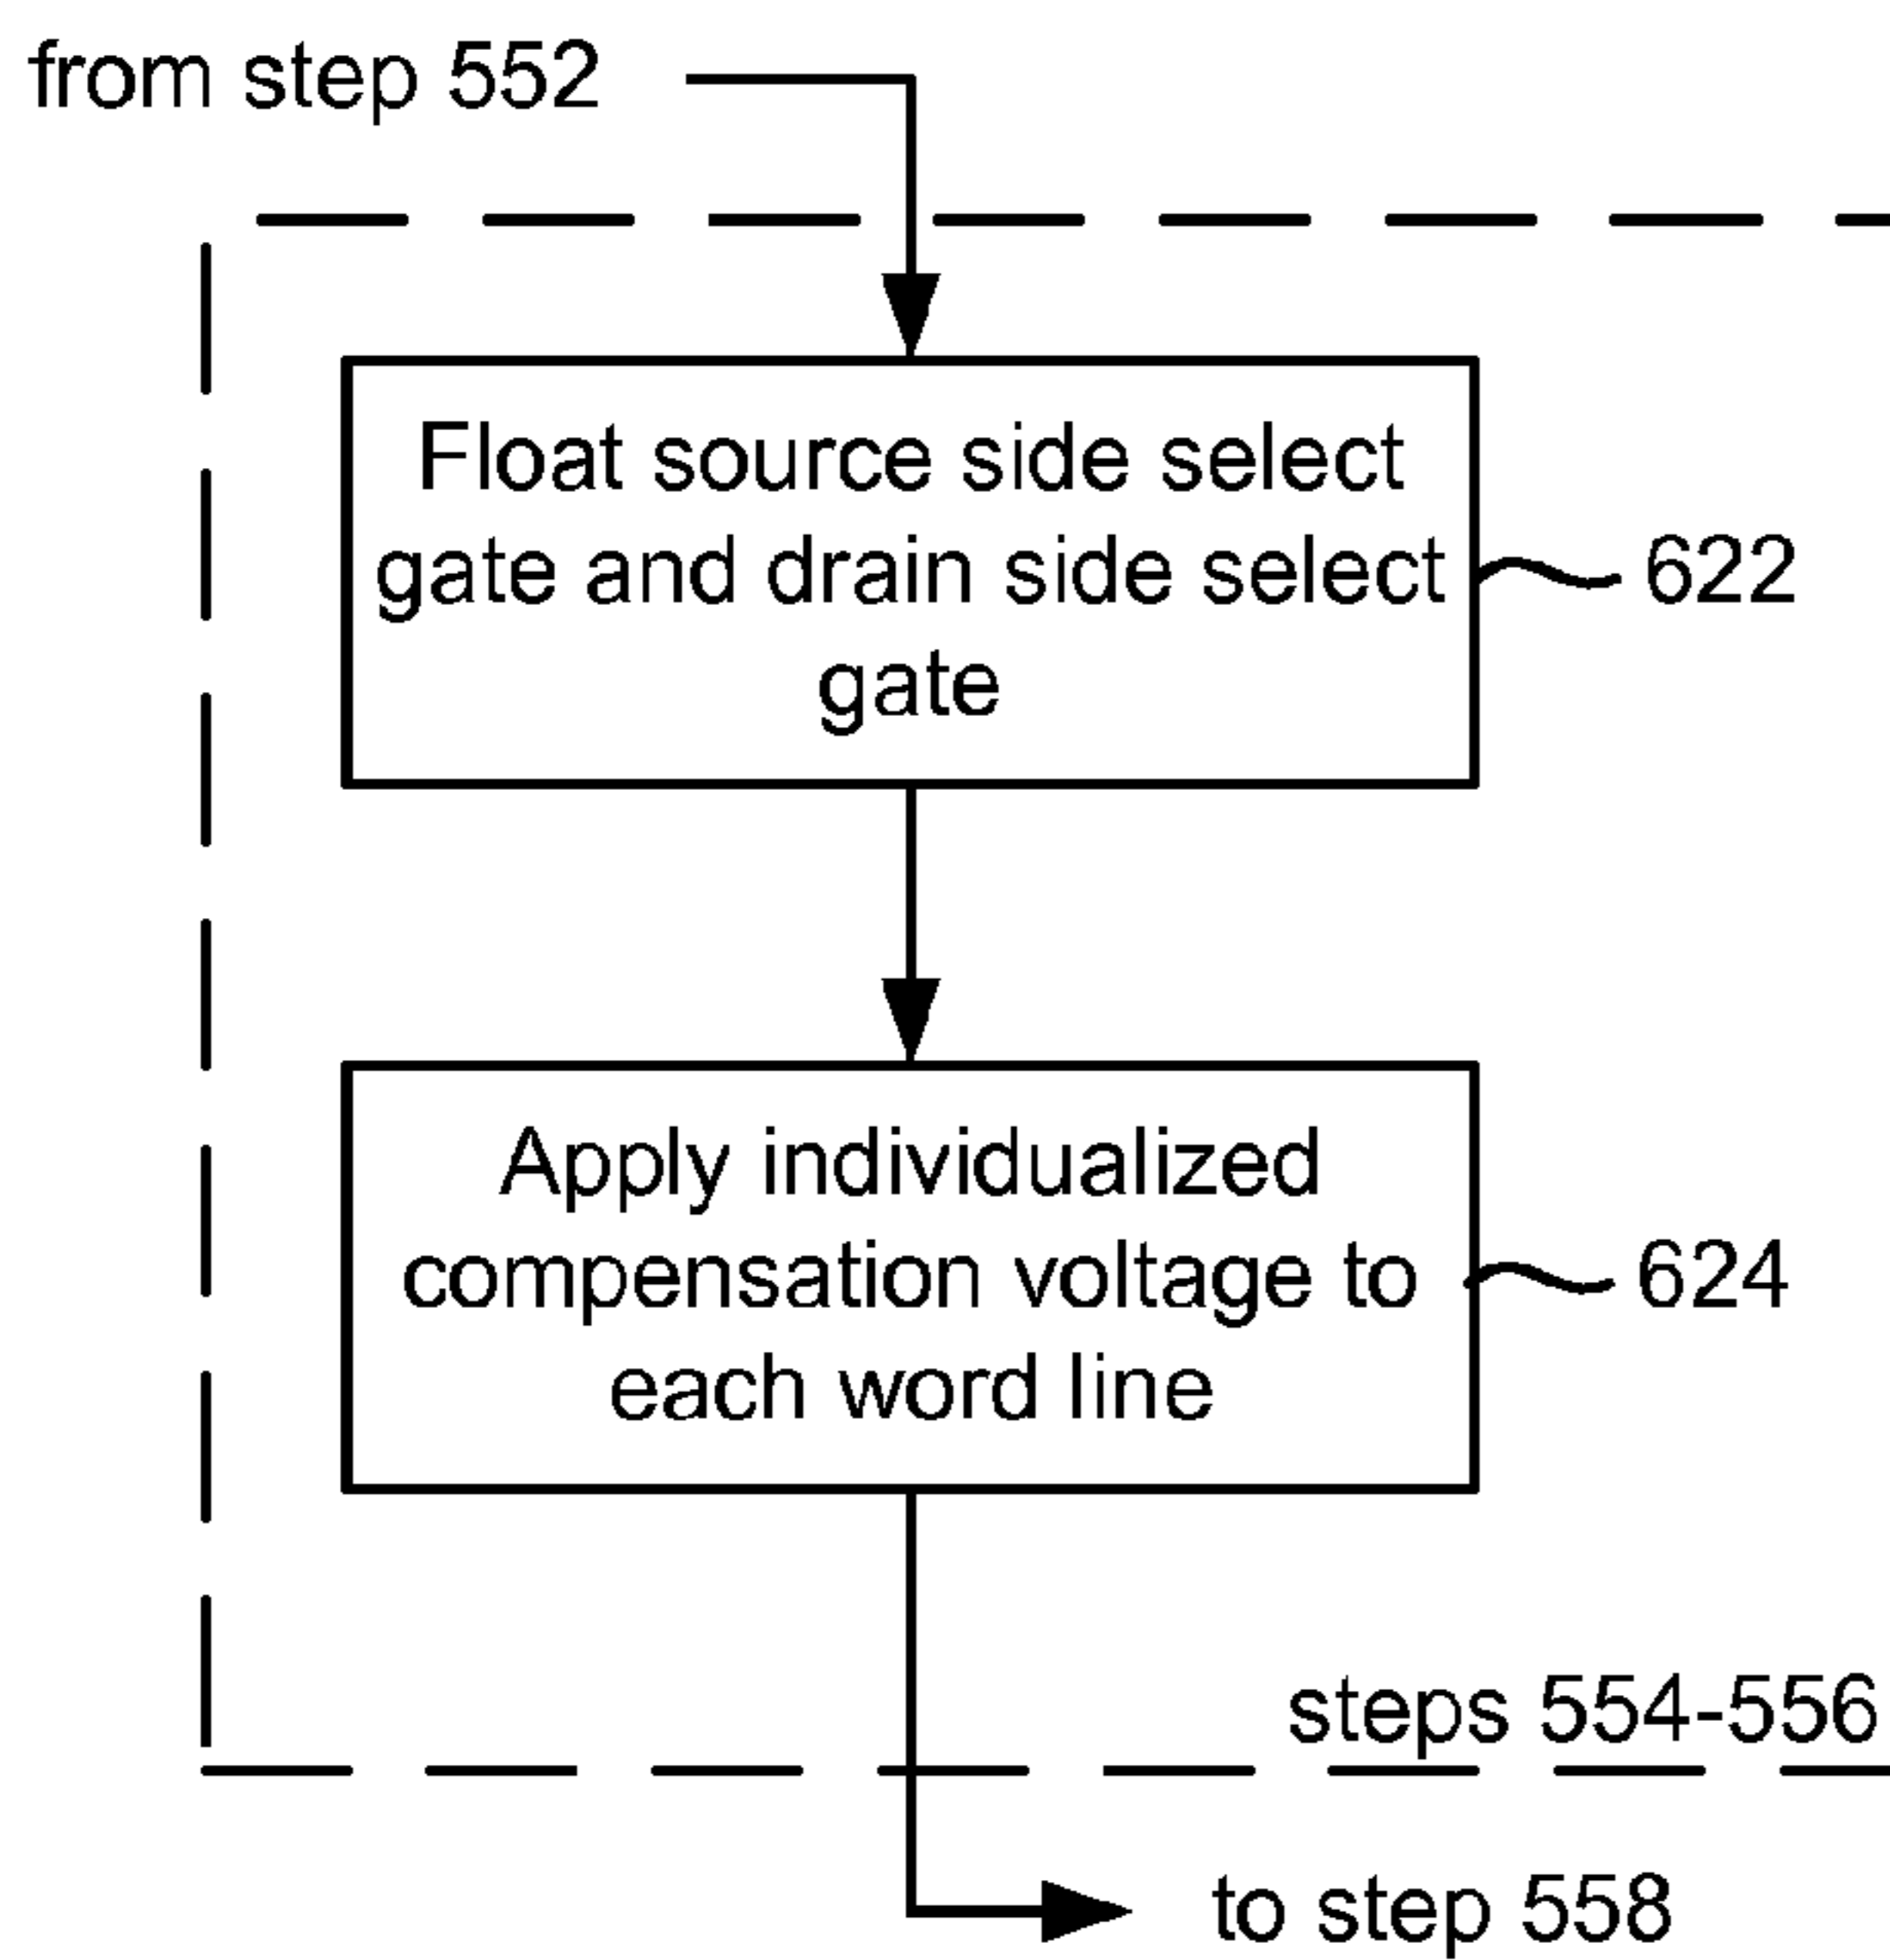 from step 552
Float source side select
gate and drain side select
gate
622
Apply individualized
compensation voltage to
each word line
624
steps 554-556
to step 558